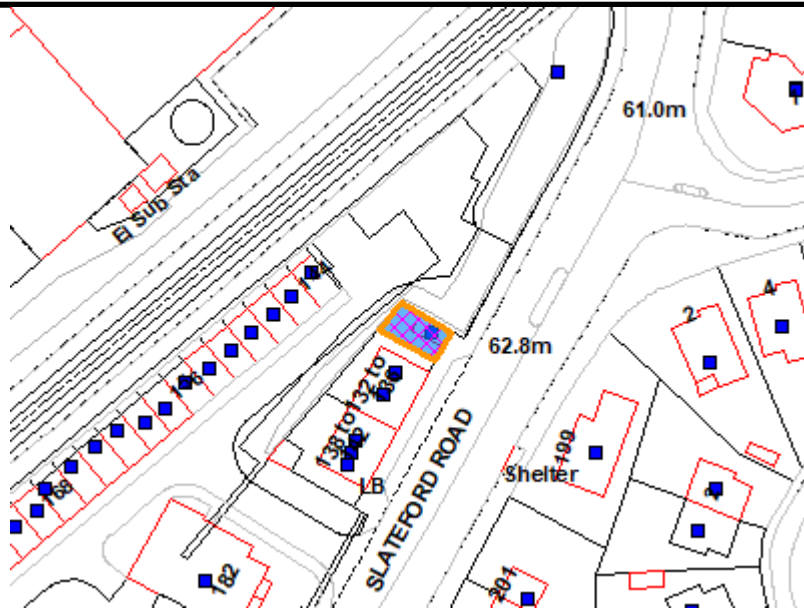 61.0m
El Sub Sta
62.8m
2
4
138 to 142
132 to 136
199
Shelter
LB
SLATEFORD ROAD
168
182
201